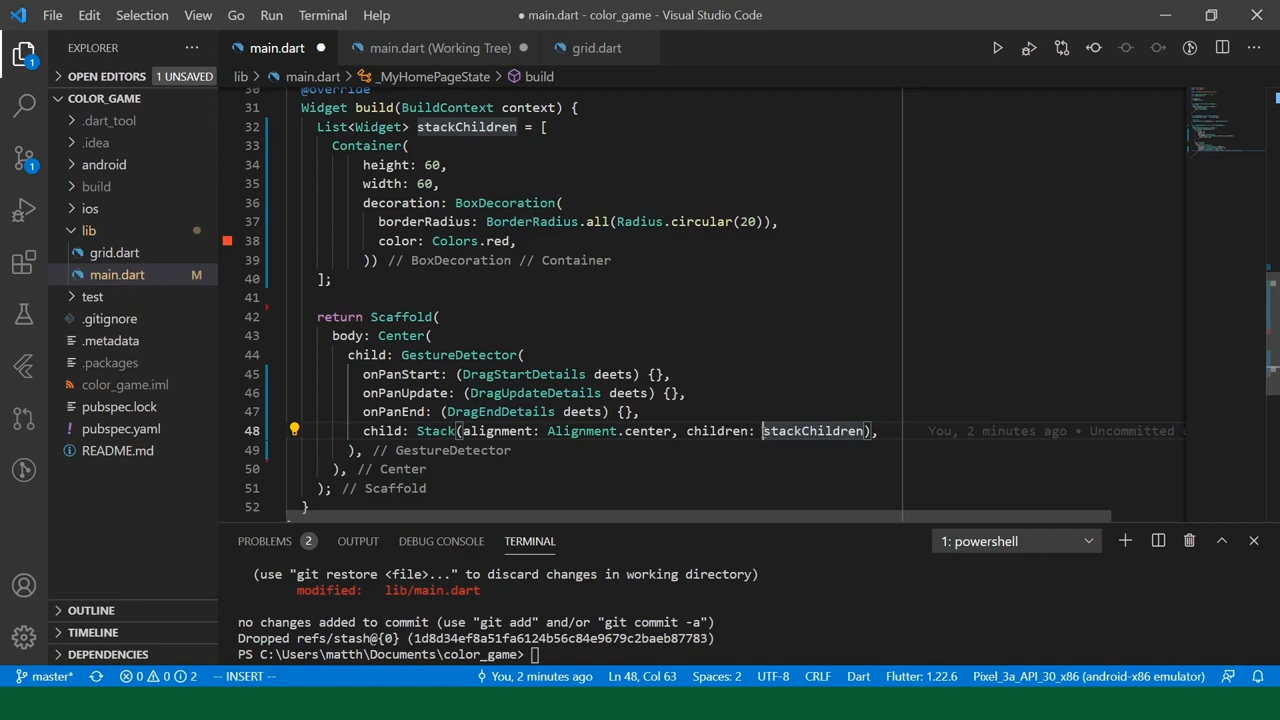 File Edit Selection View Go Run Terminal Help
● main.dart - color_game - Visual Studio Code
EXPLORER
main.dart
main.dart (Working Tree)
grid.dart
lib > main.dart > _MyHomePageState > build
OPEN EDITORS 1 UNSAVED
COLOR_GAME
.dart_tool
.idea
android
build
ios
lib
grid.dart
main.dart M
test
.gitignore
.metadata
.packages
color_game.iml
pubspec.lock
pubspec.yaml
README.md
OUTLINE
TIMELINE
DEPENDENCIES
1
1
30 @override
31 Widget build(BuildContext context) {
32 List<Widget> stackChildren = [
33 Container(
34 height: 60,
35 width: 60,
36 decoration: BoxDecoration(
37 borderRadius: BorderRadius.all(Radius.circular(20)),
38 color: Colors.red,
39 )) // BoxDecoration // Container
40 ];
41
42 return Scaffold(
43 body: Center(
44 child: GestureDetector(
45 onPanStart: (DragStartDetails deets) {},
46 onPanUpdate: (DragUpdateDetails deets) {},
47 onPanEnd: (DragEndDetails deets) {},
48 child: Stack(alignment: Alignment.center, children: stackChildren), You, 2 minutes ago • Uncommitted
49 ), // GestureDetector
50 ), // Center
51 ); // Scaffold
52 }
PROBLEMS 2 OUTPUT DEBUG CONSOLE TERMINAL 1: powershell
(use "git restore <file>..." to discard changes in working directory)
modified: lib/main.dart
no changes added to commit (use "git add" and/or "git commit -a")
Dropped refs/stash@{0} (1d8d34ef8a51fa6124b56c84e9679c2baeb87783)
PS C:\Users\matth\Documents\color_game>
master* 0 0 2 -- INSERT -- You, 2 minutes ago Ln 48, Col 63 Spaces: 2 UTF-8 CRLF Dart Flutter: 1.22.6 Pixel_3a_API_30_x86 (android-x86 emulator)